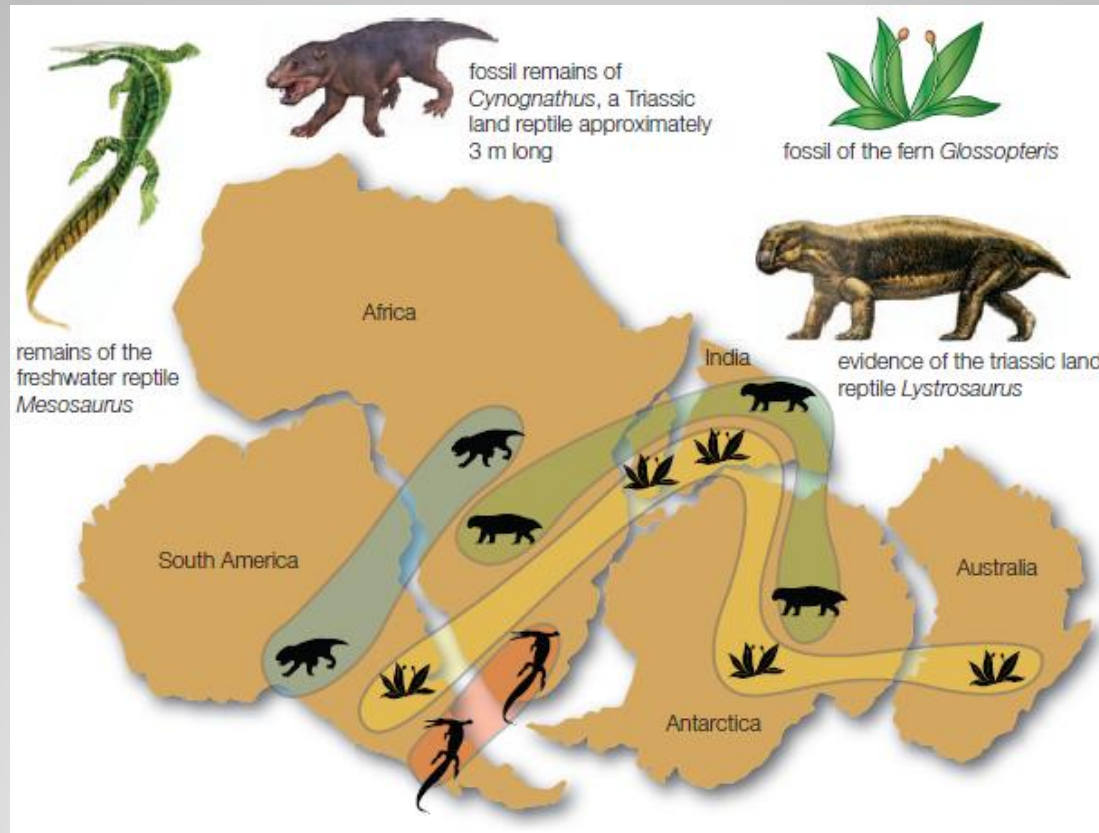 fossil remains of
Cynognathus, a Triassic
land reptile approximately
3 m long
fossil of the fern Glossopteris
Africa
remains of the
freshwater reptile
Mesosaurus
India
evidence of the triassic land
reptile Lystrosaurus
South America
Australia
Antarctica